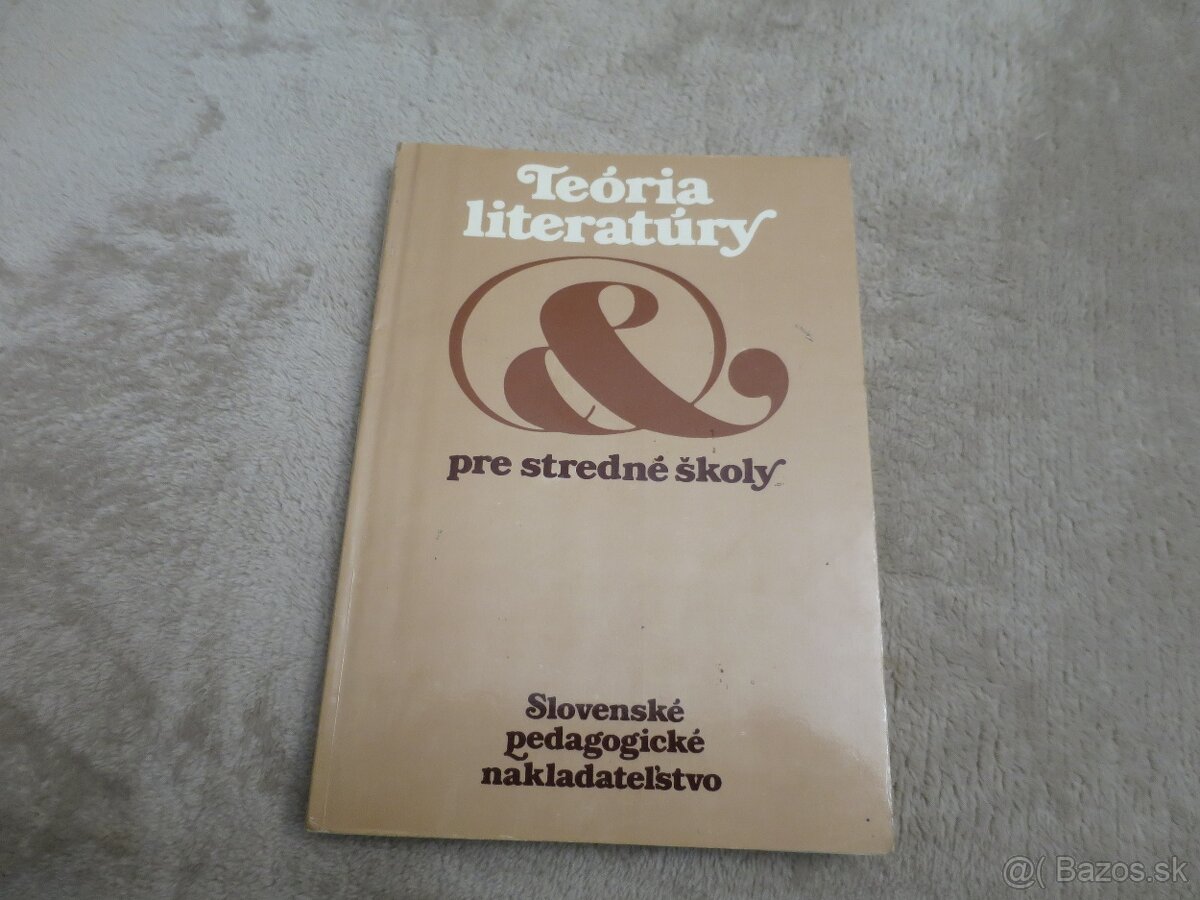 Teória
literatúry
&
pre stredné školy
Slovenské
pedagogické
nakladateľstvo
@( Bazos.sk